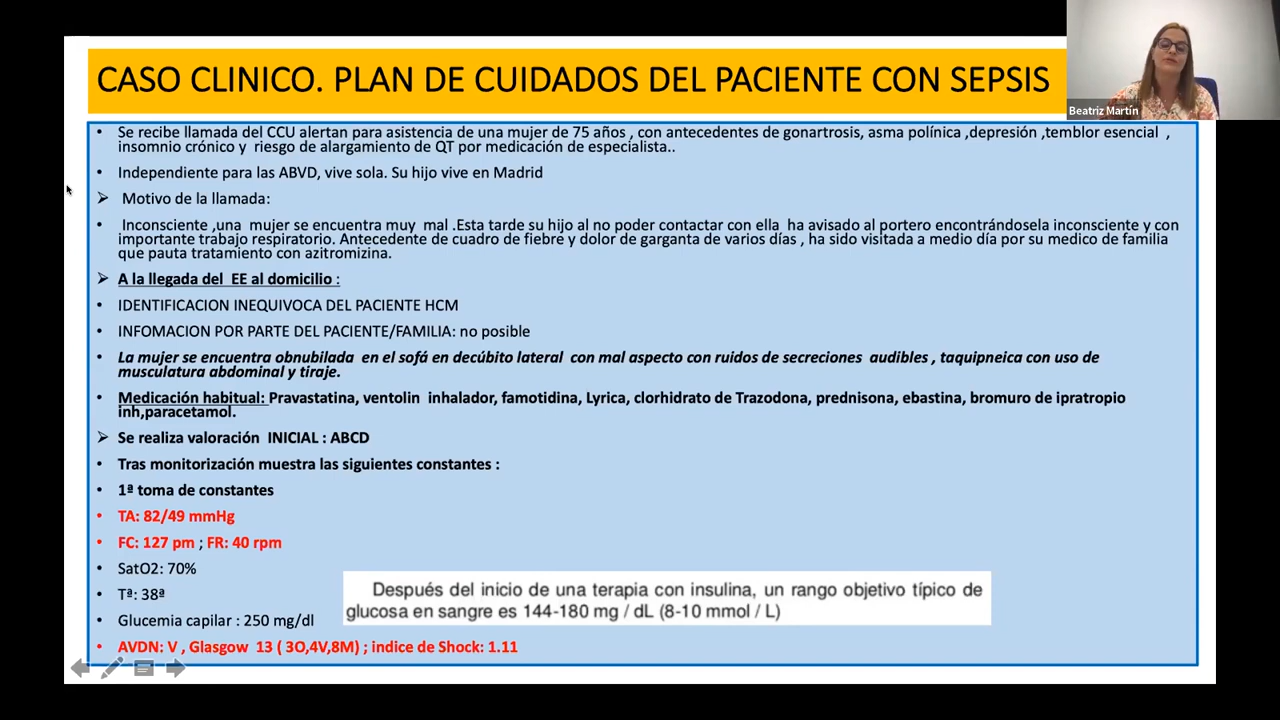 CASO CLINICO. PLAN DE CUIDADOS DEL PACIENTE CON SEPSIS
Beatriz Martín
• Se recibe llamada del CCU alertan para asistencia de una mujer de 75 años , con antecedentes de gonartrosis, asma polínica ,depresión ,temblor esencial ,
insomnio crónico y riesgo de alargamiento de QT por medicación de especialista..
• Independiente para las ABVD, vive sola. Su hijo vive en Madrid
➢ Motivo de la llamada:
• Inconsciente ,una mujer se encuentra muy mal .Esta tarde su hijo al no poder contactar con ella ha avisado al portero encontrándosela inconsciente y con
importante trabajo respiratorio. Antecedente de cuadro de fiebre y dolor de garganta de varios días , ha sido visitada a medio día por su medico de familia
que pauta tratamiento con azitromizina.
➢ A la llegada del EE al domicilio :
• IDENTIFICACION INEQUIVOCA DEL PACIENTE HCM
• INFOMACION POR PARTE DEL PACIENTE/FAMILIA: no posible
• La mujer se encuentra obnubilada en el sofá en decúbito lateral con mal aspecto con ruidos de secreciones audibles , taquipneica con uso de
musculatura abdominal y tiraje.
• Medicación habitual: Pravastatina, ventolin inhalador, famotidina, Lyrica, clorhidrato de Trazodona, prednisona, ebastina, bromuro de ipratropio
inh,paracetamol.
➢ Se realiza valoración INICIAL : ABCD
• Tras monitorización muestra las siguientes constantes :
• 1ª toma de constantes
• TA: 82/49 mmHg
• FC: 127 pm ; FR: 40 rpm
• SatO2: 70%
• Tª: 38ª
• Glucemia capilar : 250 mg/dl
• AVDN: V , Glasgow 13 ( 3O,4V,8M) ; indice de Shock: 1.11
Después del inicio de una terapia con insulina, un rango objetivo típico de
glucosa en sangre es 144-180 mg / dL (8-10 mmol / L)